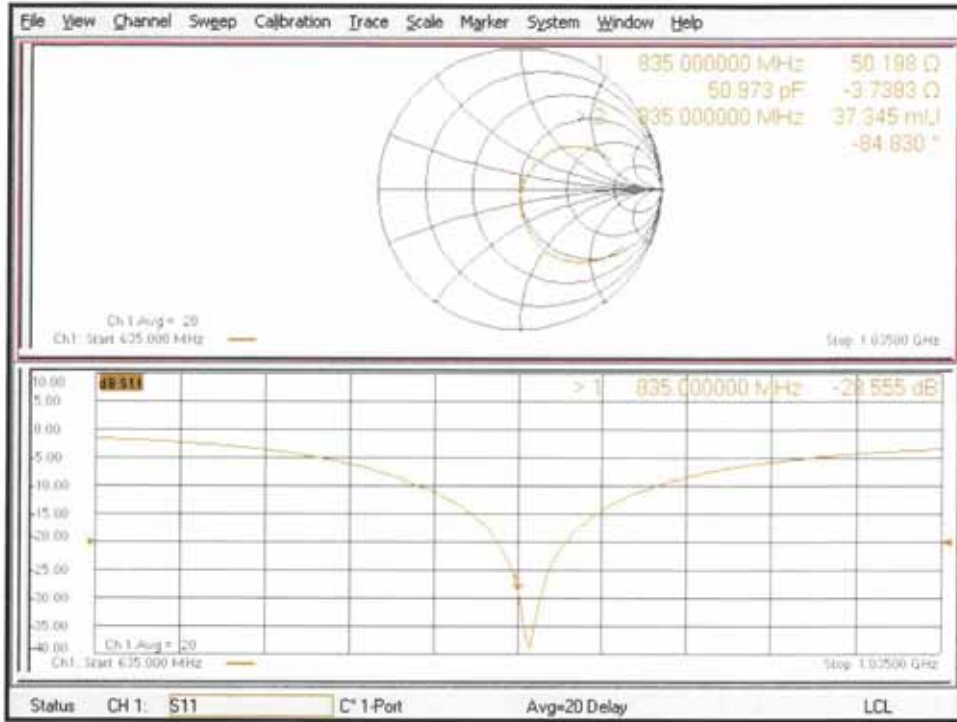 File View Channel Sweep Calibration Trace Scale Marker System Window Help
1 835.000000 MHz 50.198 Ω
50.973 pF -3.7383 Ω
> 2 835.000000 MHz 37.345 mU
-84.830 °
Ch 1 Avg = 20
Ch1: Start 635.000 MHz
Stop 1.03500 GHz
10.00
dB S11
> 1 835.000000 MHz -28.555 dB
5.00
0.00
-5.00
-10.00
-15.00
-20.00
-25.00
-30.00
-35.00
-40.00
Ch 1 Avg = 20
Ch1: Start 635.000 MHz
Stop 1.03500 GHz
Status CH 1: S11 C* 1-Port Avg=20 Delay LCL